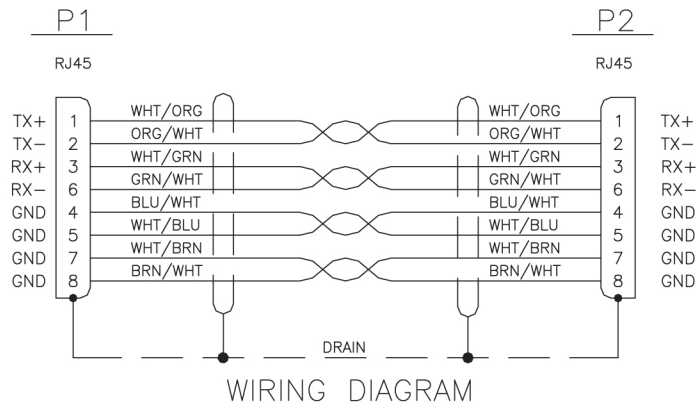 P1 P2
RJ45 RJ45
WHT/ORG WHT/ORG
TX+ 1 1 TX+
ORG/WHT ORG/WHT
TX− 2 2 TX−
WHT/GRN WHT/GRN
RX+ 3 3 RX+
GRN/WHT GRN/WHT
RX− 6 6 RX−
BLU/WHT BLU/WHT
GND 4 4 GND
WHT/BLU WHT/BLU
GND 5 5 GND
WHT/BRN WHT/BRN
GND 7 7 GND
BRN/WHT BRN/WHT
GND 8 8 GND
DRAIN
WIRING DIAGRAM